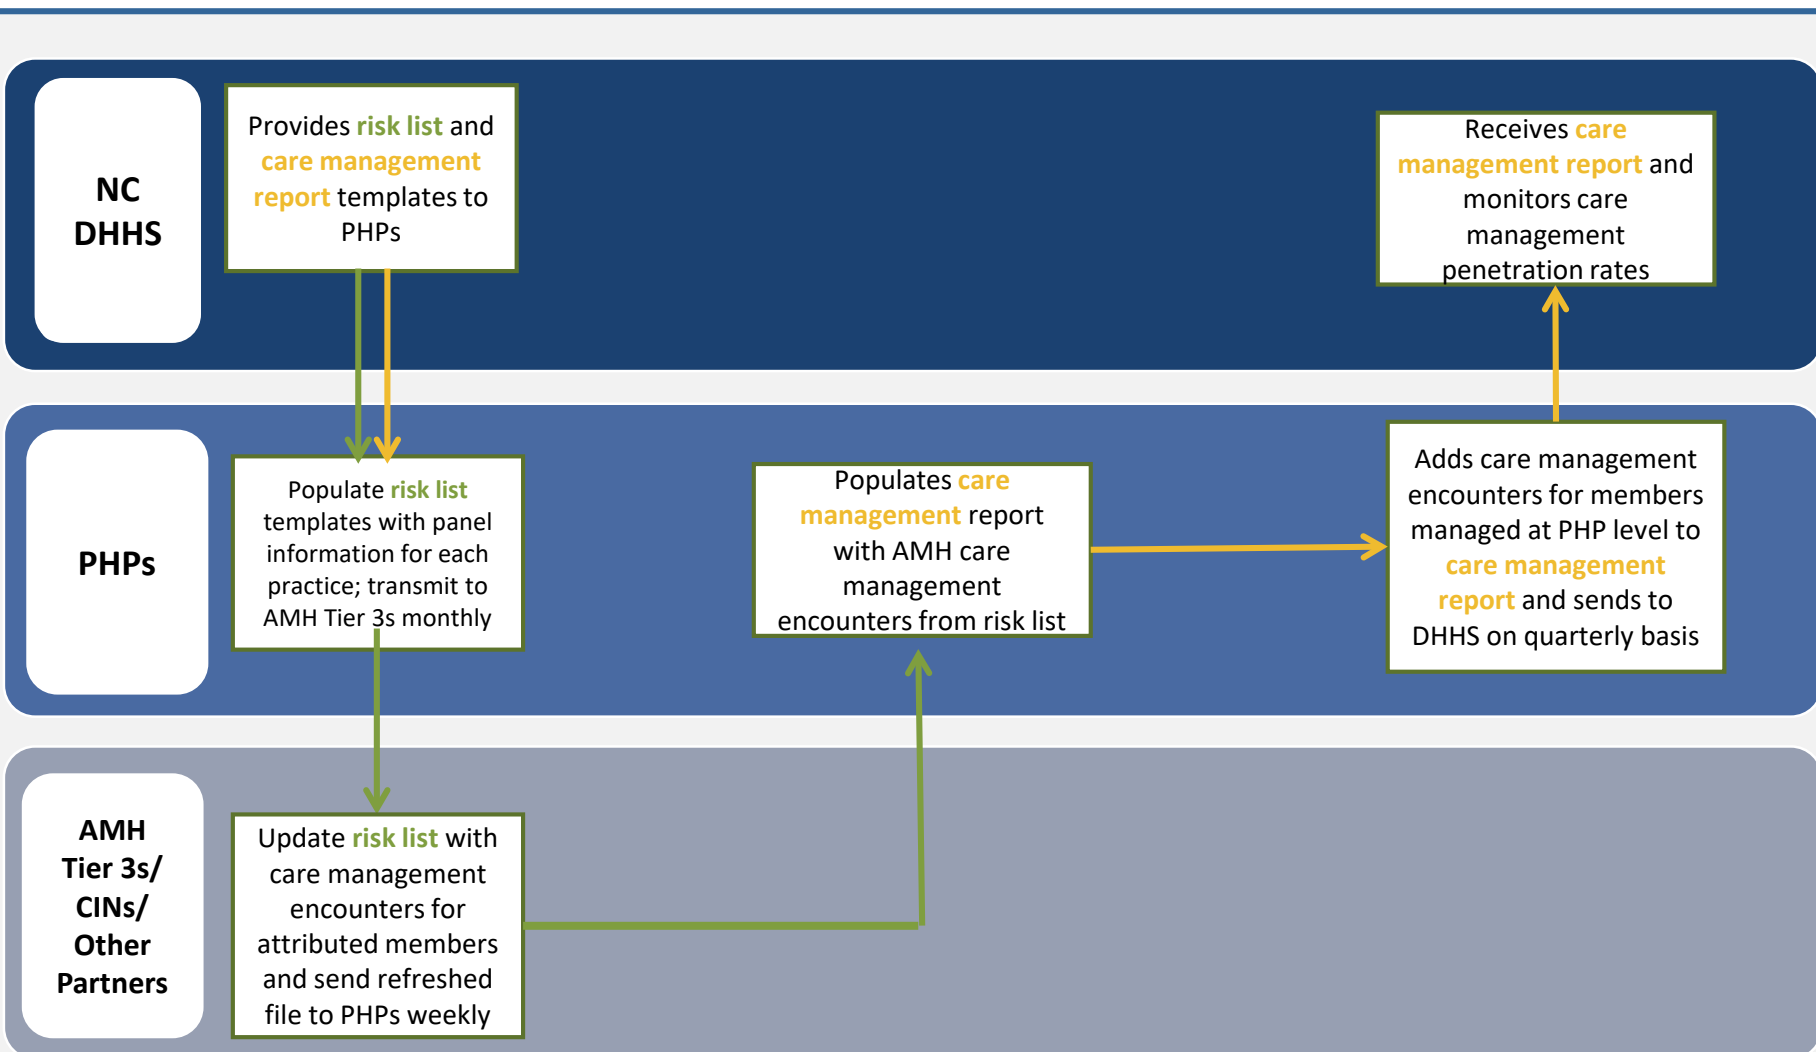 NC
DHHS
Provides risk list and
care management
report templates to
PHPs
Receives care
management report and
monitors care
management
penetration rates
PHPs
Populate risk list
templates with panel
information for each
practice; transmit to
AMH Tier 3s monthly
Populates care
management report
with AMH care
management
encounters from risk list
Adds care management
encounters for members
managed at PHP level to
care management
report and sends to
DHHS on quarterly basis
AMH
Tier 3s/
CINs/
Other
Partners
Update risk list with
care management
encounters for
attributed members
and send refreshed
file to PHPs weekly